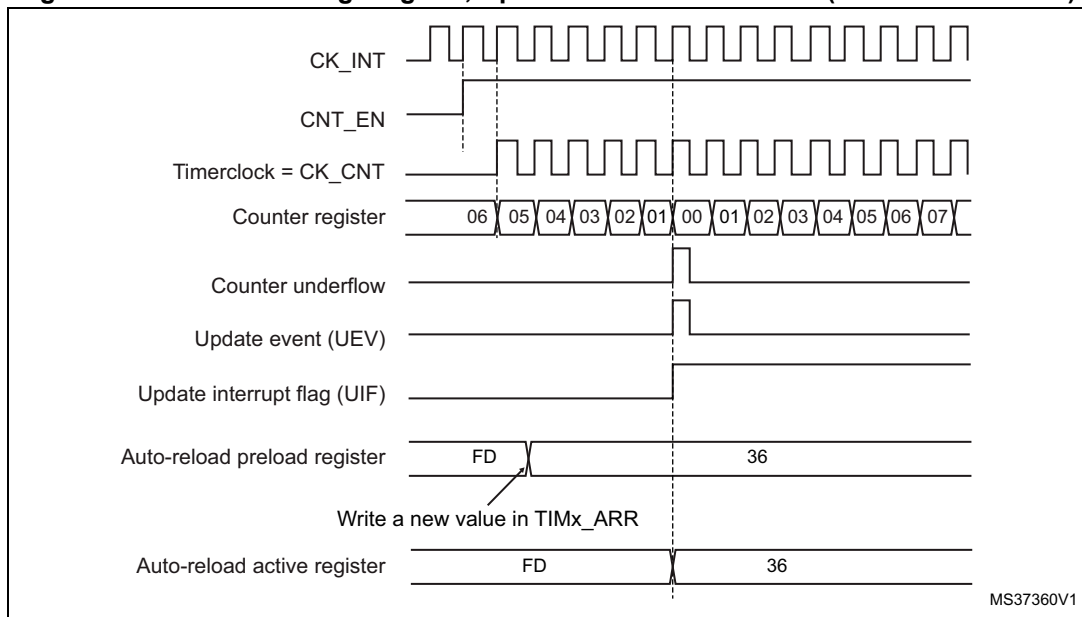 CK_INT
CNT_EN
Timerclock = CK_CNT
Counter register 06 05 04 03 02 01 00 01 02 03 04 05 06 07
Counter underflow
Update event (UEV)
Update interrupt flag (UIF)
Auto-reload preload register FD 36
Write a new value in TIMx_ARR
Auto-reload active register FD 36
MS37360V1